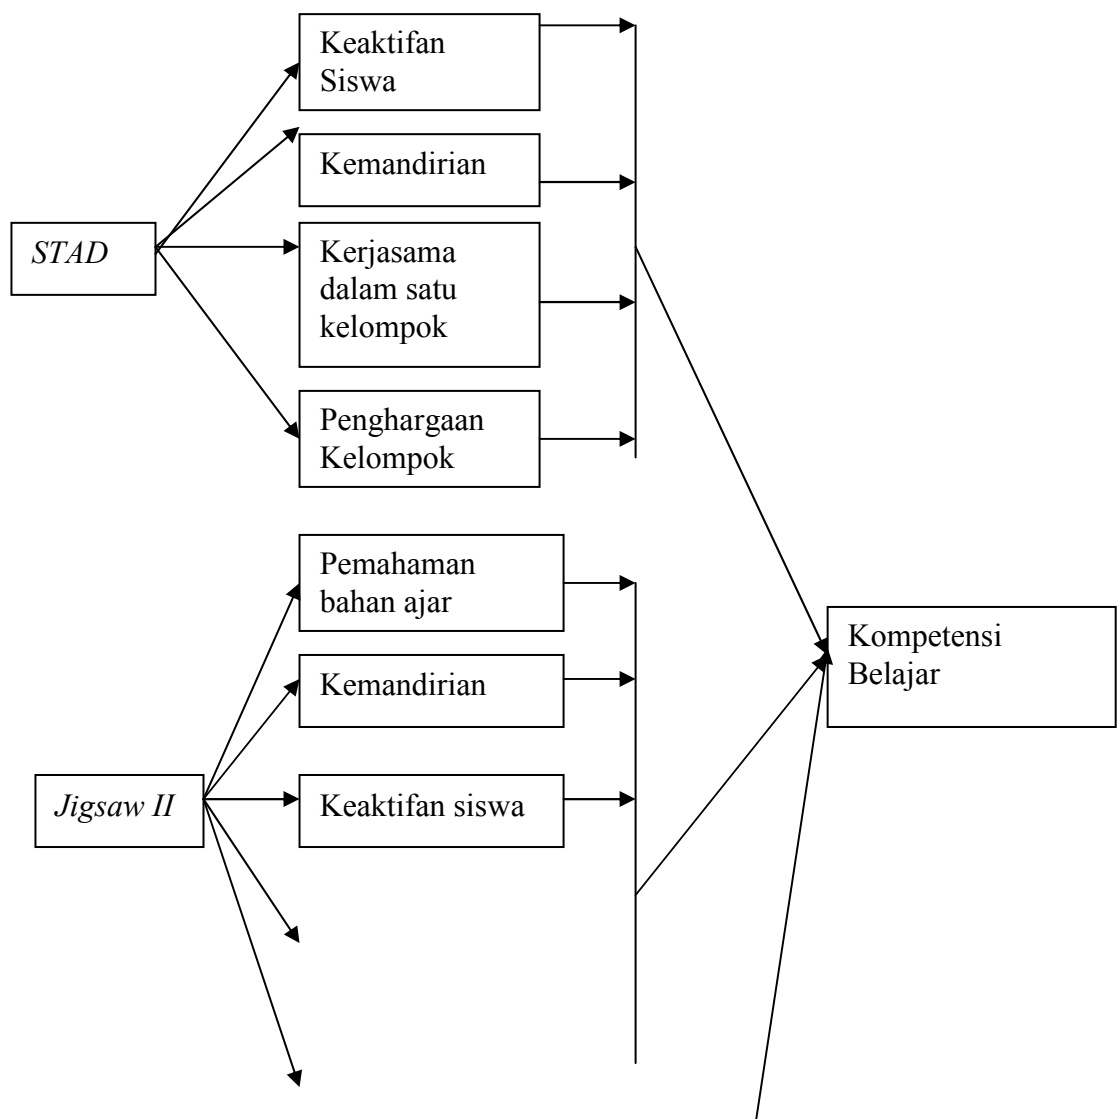 Keaktifan
Siswa
Kemandirian
STAD
Kerjasama
dalam satu
kelompok
Penghargaan
Kelompok
Pemahaman
bahan ajar
Kompetensi
Belajar
Kemandirian
Jigsaw II
Keaktifan siswa